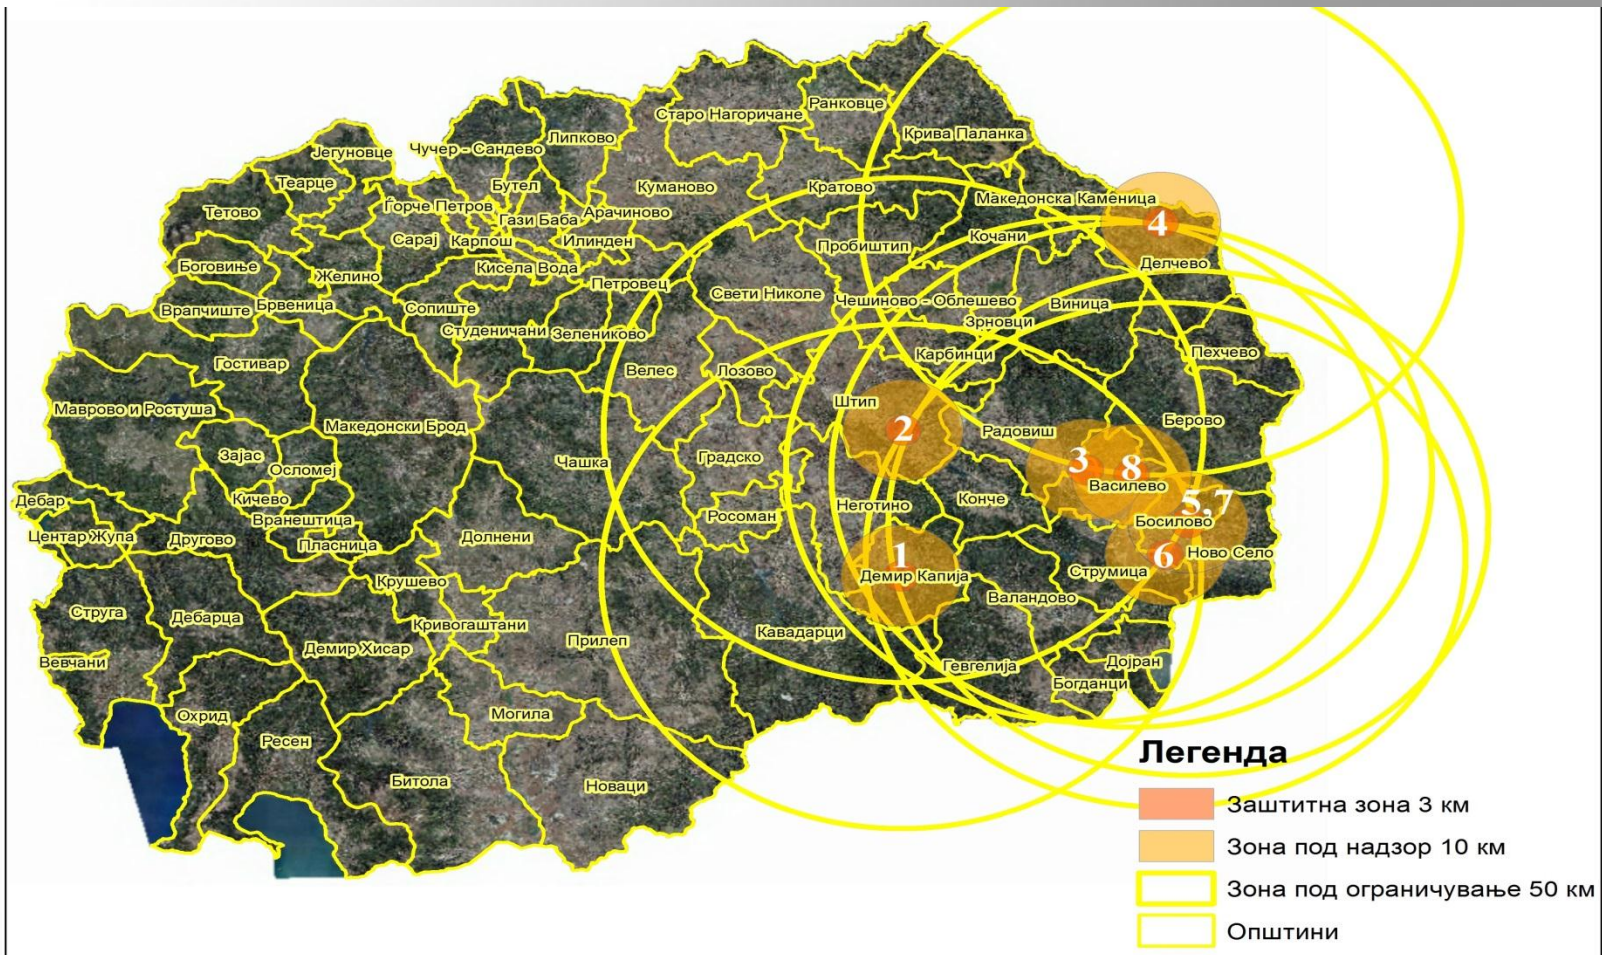 Старо Нагоричане
Ранковце
Крива Паланка
Липково
Чучер - Сандево
Јегуновце
Теарце
Тетово
Бутел
Куманово
Кратово
Македонска Каменица
Ѓорче Петров
Гази Баба
Арачиново
4
Сарај
Карпош
Илинден
Пробиштип
Кочани
Боговиње
Желино
Кисела Вода
Петровец
Делчево
Свети Николе
Чешиново - Облешево
Виница
Врапчиште
Брвеница
Сопиште
Студеничани
Зелениково
Зрновци
Гостивар
Велес
Лозово
Карбинци
Пехчево
Маврово и Ростуша
Македонски Брод
Штип
2
Радовиш
Берово
Зајас
Осломеј
Чашка
Градско
3
8
Василево
Дебар
Кичево
Вранештица
Росоман
Неготино
Конче
5,7
Босилово
Центар Жупа
Другово
Пласница
Долнени
1
6
Ново Село
Крушево
Демир Капија
Струмица
Струга
Дебарца
Кривогаштани
Валандово
Прилеп
Кавадарци
Демир Хисар
Вевчани
Гевгелија
Дојран
Богданци
Охрид
Ресен
Могила
Битола
Новаци
Легенда
Заштитна зона 3 км
Зона под надзор 10 км
Зона под ограничување 50 км
Општини